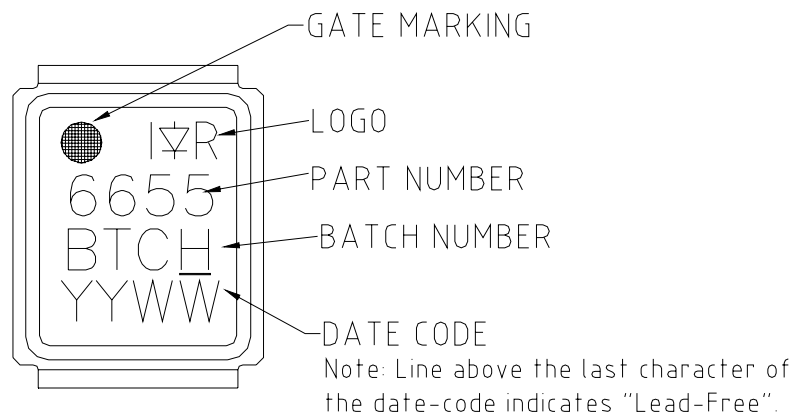 GATE MARKING
I R
LOGO
6655
PART NUMBER
BTCH
BATCH NUMBER
YYWW
DATE CODE
Note: Line above the last character of
the date-code indicates "Lead-Free".